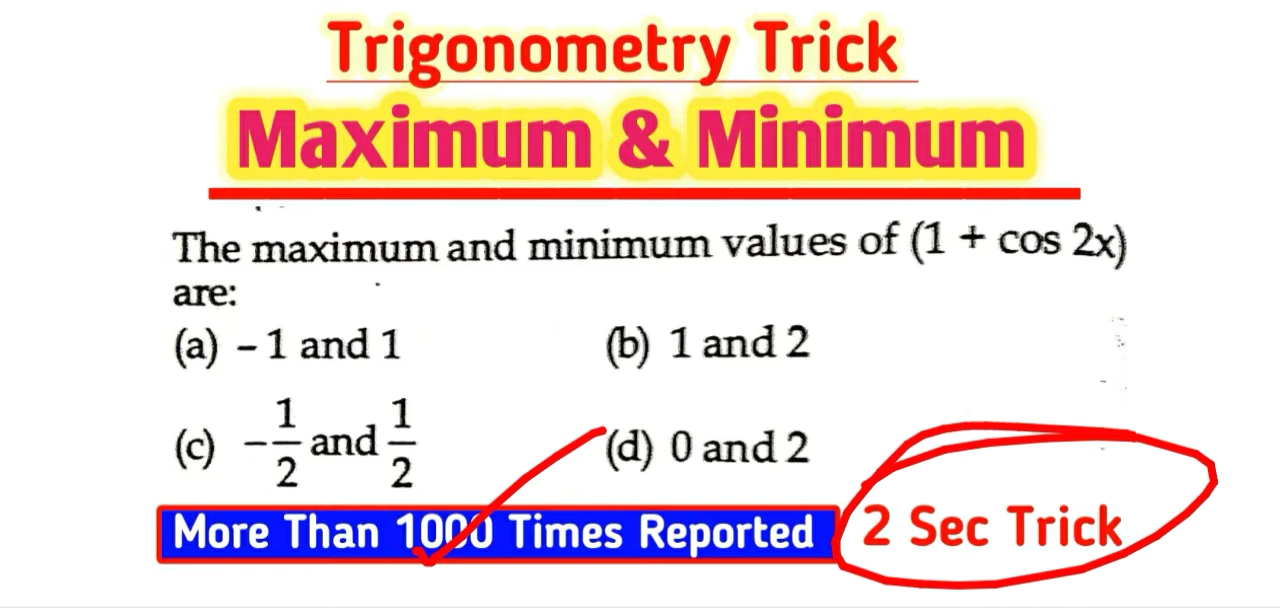 Trigonometry Trick
Maximum & Minimum
The maximum and minimum values of (1 + cos 2x)
are:
(a) – 1 and 1 (b) 1 and 2
(c) −1/2 and 1/2 (d) 0 and 2
More Than 1000 Times Reported 2 Sec Trick